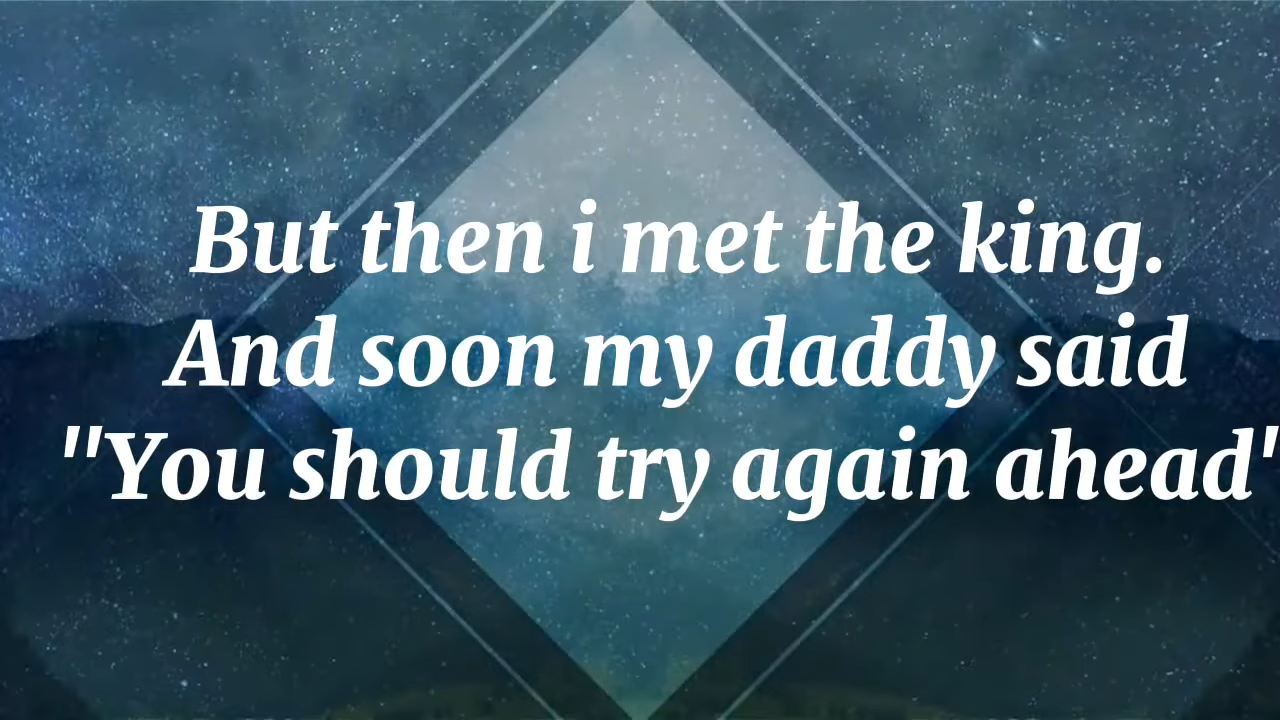 But then i met the king.
And soon my daddy said
"You should try again ahead"